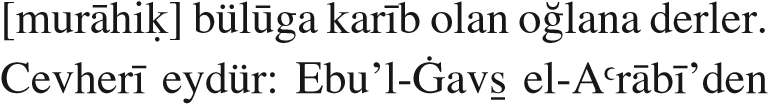 [murāhiḳ] bülūga karīb olan oğlana derler.
Cevherī eydür: Ebu’l-Ġavs̱ el-Aʿrābī’den